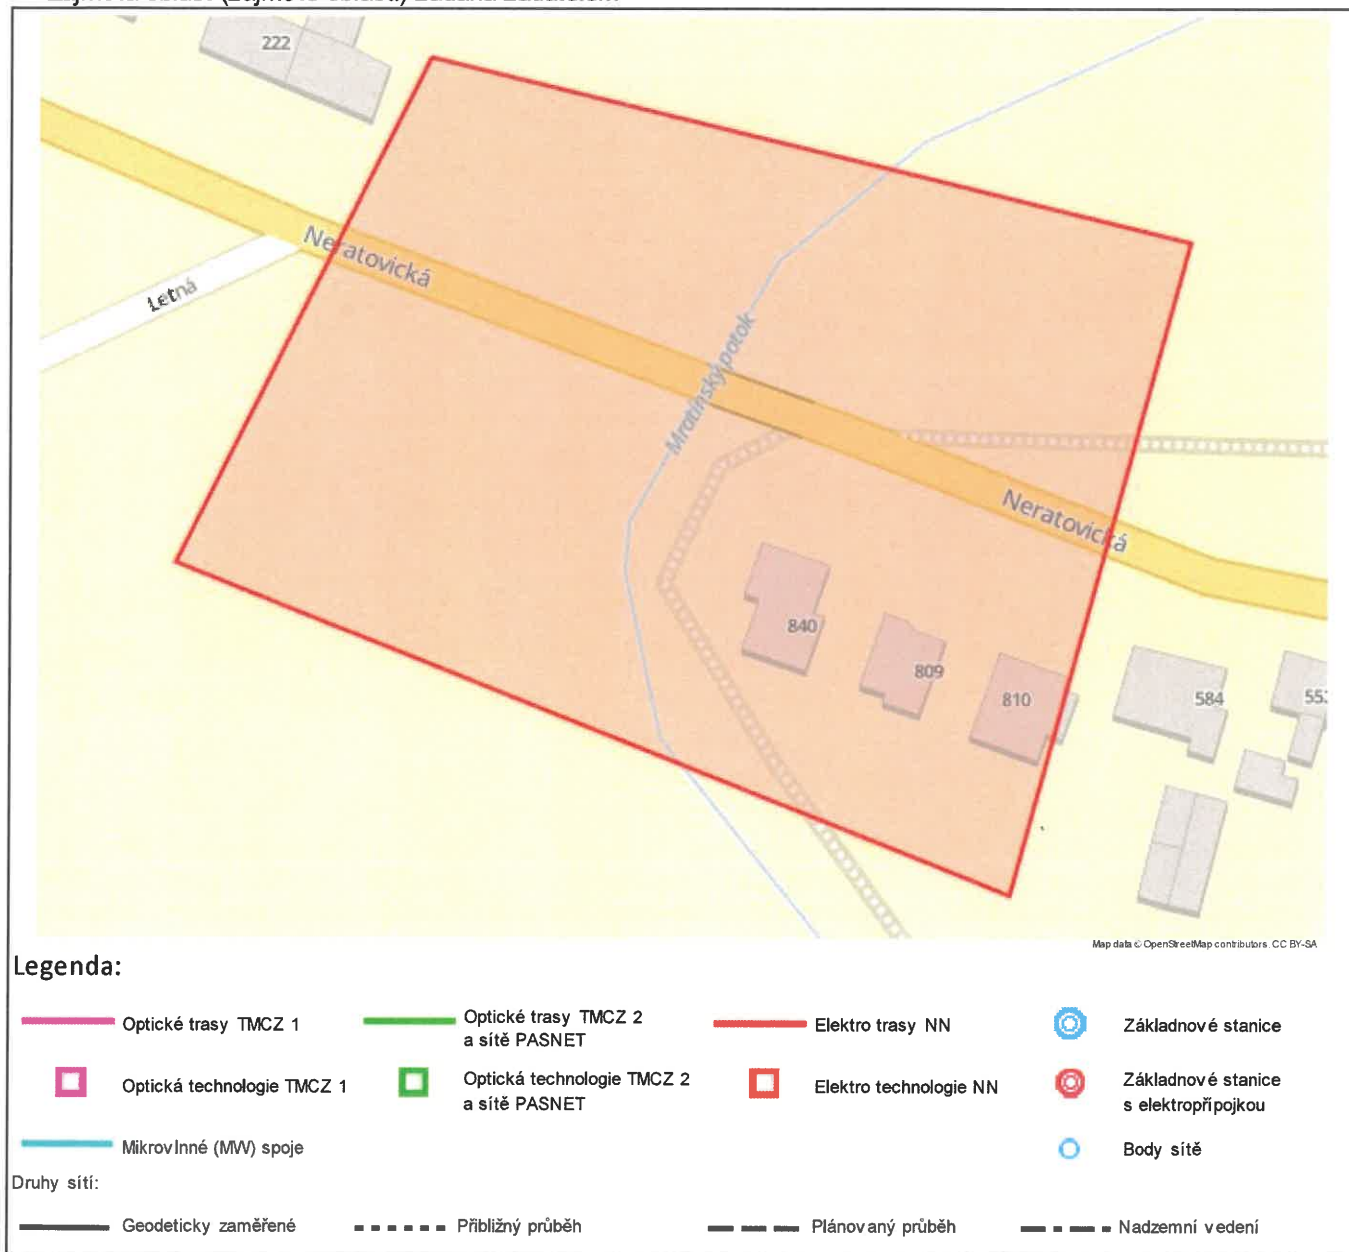 222
Neratovická
Letná
Mrotínský potok
Neratovická
840
809
810
584
Map data © OpenStreetMap contributors, CC BY-SA
Legenda:
Optické trasy TMCZ 1
Optické trasy TMCZ 2
a sítě PASNET
Elektro trasy NN
Základnové stanice
Optická technologie TMCZ 1
Optická technologie TMCZ 2
a sítě PASNET
Elektro technologie NN
Základnové stanice
s elektropřípojkou
Mikrovlnné (MW) spoje
Body sítě
Druhy sítí:
Geodeticky zaměřené
Přibližný průběh
Plánovaný průběh
Nadzemní vedení